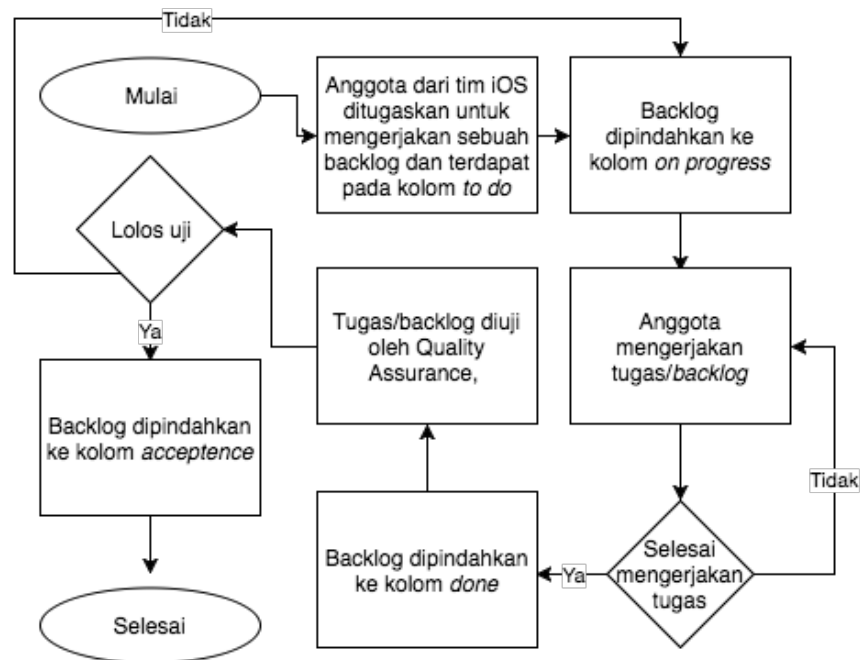 Tidak
Mulai
Anggota dari tim iOS
ditugaskan untuk
mengerjakan sebuah
backlog dan terdapat
pada kolom to do
Backlog
dipindahkan ke
kolom on progress
Lolos uji
Ya
Tugas/backlog diuji
oleh Quality
Assurance,
Anggota
mengerjakan
tugas/backlog
Tidak
Backlog dipindahkan
ke kolom acceptence
Backlog dipindahkan
ke kolom done
Ya
Selesai
mengerjakan
tugas
Selesai